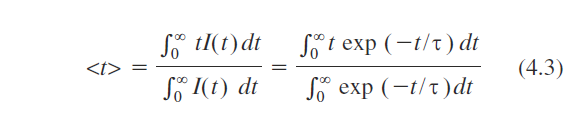 <t> = ∫₀^∞ tI(t) dt / ∫₀^∞ I(t) dt = ∫₀^∞ t exp (−t/τ) dt / ∫₀^∞ exp (−t/τ)dt (4.3)